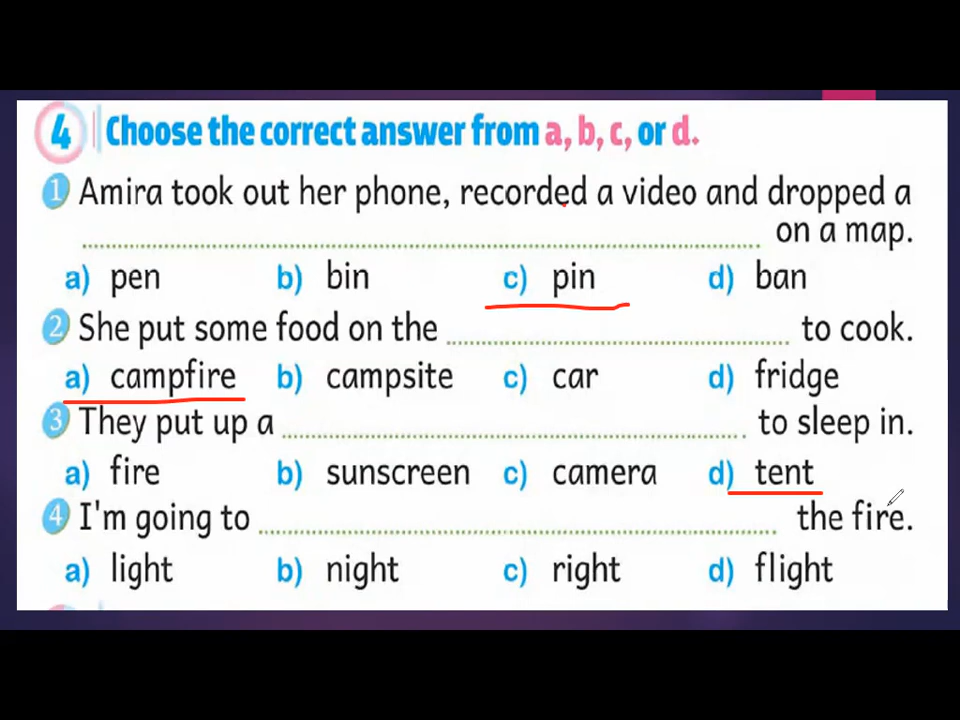 4 Choose the correct answer from a, b, c, or d.
1 Amira took out her phone, recorded a video and dropped a
on a map.
a) pen b) bin c) pin d) ban
2 She put some food on the to cook.
a) campfire b) campsite c) car d) fridge
3 They put up a to sleep in.
a) fire b) sunscreen c) camera d) tent
4 I'm going to the fire.
a) light b) night c) right d) flight